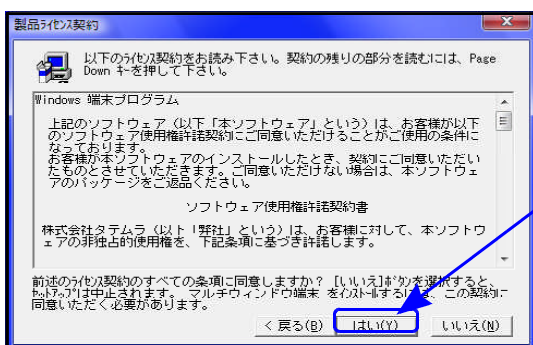 製品ライセンス契約
以下のライセンス契約をお読み下さい。契約の残りの部分を読むには、Page
Down キーを押して下さい。
Windows 端末プログラム
上記のソフトウェア（以下「本ソフトウェア」という）は、お客様が以下
のソフトウェア使用権許諾契約にご同意いただけることがご使用の条件に
なっております。
お客様が本ソフトウェアのインストールしたとき、契約にご同意いただい
たものとさせていただきます。ご同意いただけない場合は、本ソフトウェ
アのパッケージをご返品ください。
ソフトウェア使用権許諾契約書
株式会社タテムラ（以下「弊社」という）は、お客様に対して、本ソフトウ
ェアの非独占的使用権を、下記条項に基づき許諾します。
前述のライセンス契約のすべての条項に同意しますか？ [いいえ]ボタンを選択すると、
セットアップは中止されます。 マルチウィンドウ端末 をインストールするには、この契約に
同意いただく必要があります。
< 戻る(B) はい(Y) いいえ(N)